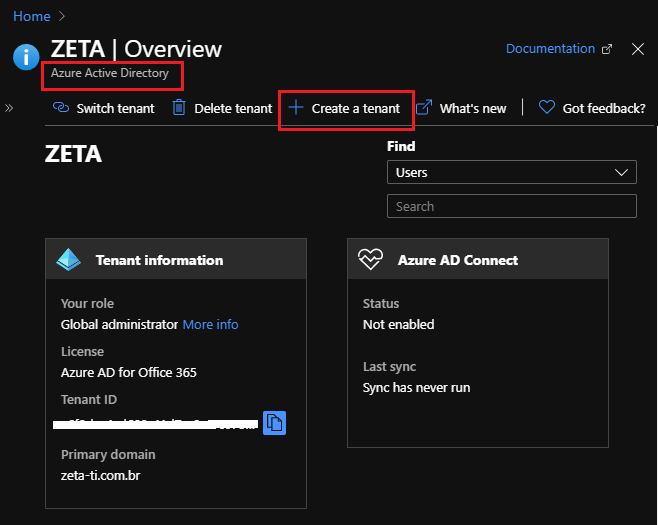 Home >
ZETA | Overview
Documentation
Azure Active Directory
» Switch tenant Delete tenant + Create a tenant What's new | Got feedback?
ZETA
Find
Users
Search
Tenant information
Your role
Global administrator More info
License
Azure AD for Office 365
Tenant ID
Primary domain
zeta-ti.com.br
Azure AD Connect
Status
Not enabled
Last sync
Sync has never run